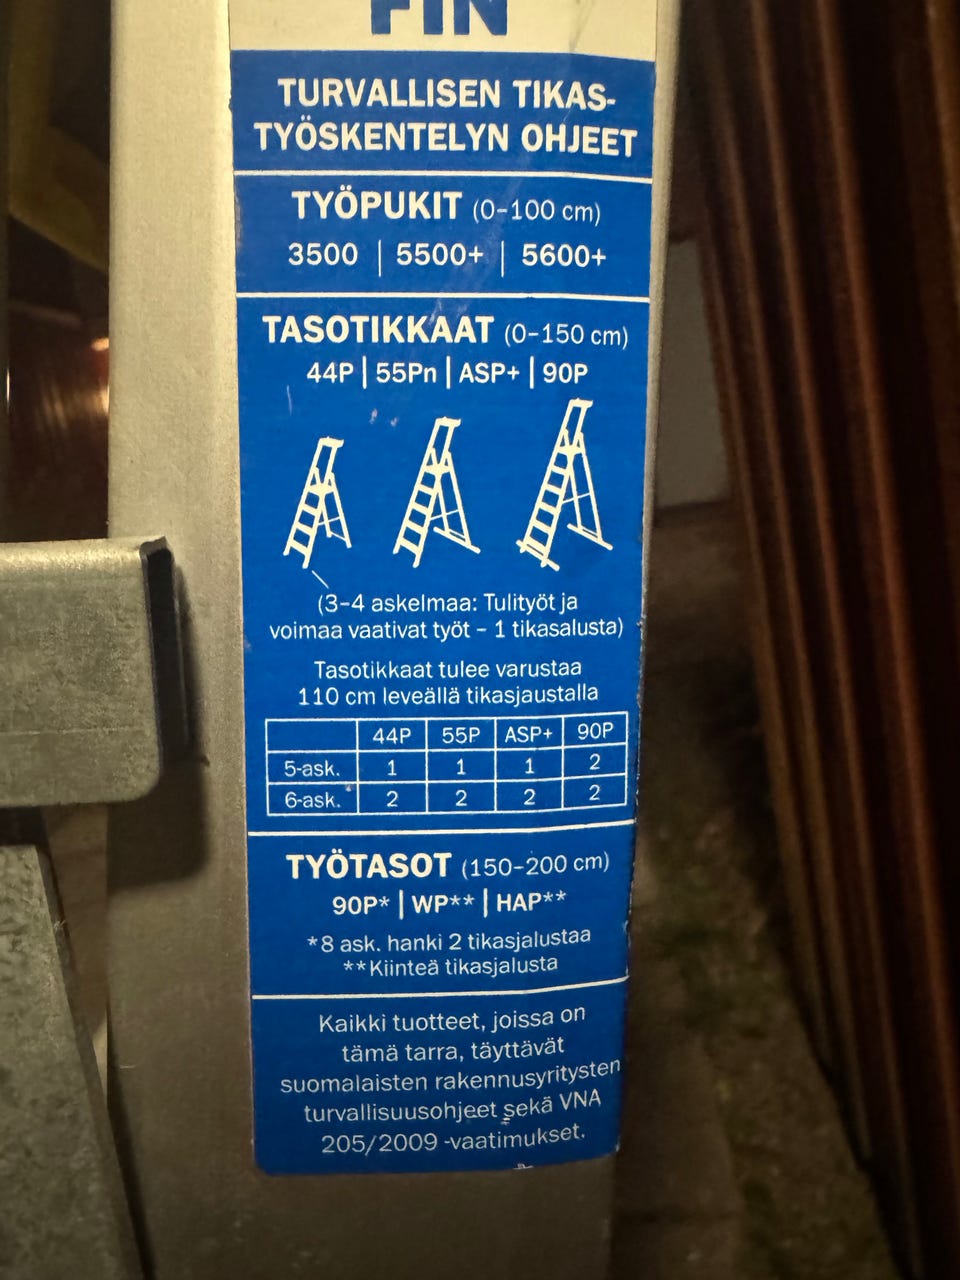 FIN
TURVALLISEN TIKAS-
TYÖSKENTELYN OHJEET
TYÖPUKIT (0-100 cm)
3500 | 5500+ | 5600+
TASOTIKKAAT (0-150 cm)
44P | 55Pn | ASP+ | 90P
(3-4 askelmaa: Tulityöt ja
voimaa vaativat työt – 1 tikasalusta)
Tasotikkaat tulee varustaa
110 cm leveällä tikasjaustalla
44P 55P ASP+ 90P
5-ask. 1 1 1 2
6-ask. 2 2 2 2
TYÖTASOT (150-200 cm)
90P* | WP** | HAP**
*8 ask. hanki 2 tikasjalustaa
**Kiinteä tikasjalusta
Kaikki tuotteet, joissa on
tämä tarra, täyttävät
suomalaisten rakennusyritysten
turvallisuusohjeet sekä VNA
205/2009 -vaatimukset.